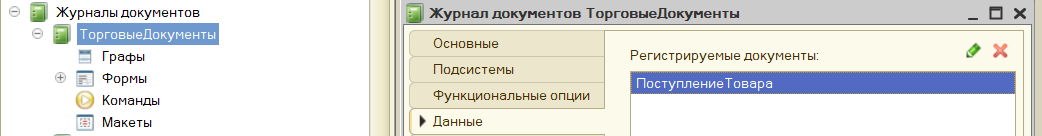 Журналы документов
ТорговыеДокументы
Графы
Формы
Команды
Макеты
Журнал документов ТорговыеДокументы
Основные
Подсистемы
Функциональные опции
Данные
Регистрируемые документы:
ПоступлениеТовара